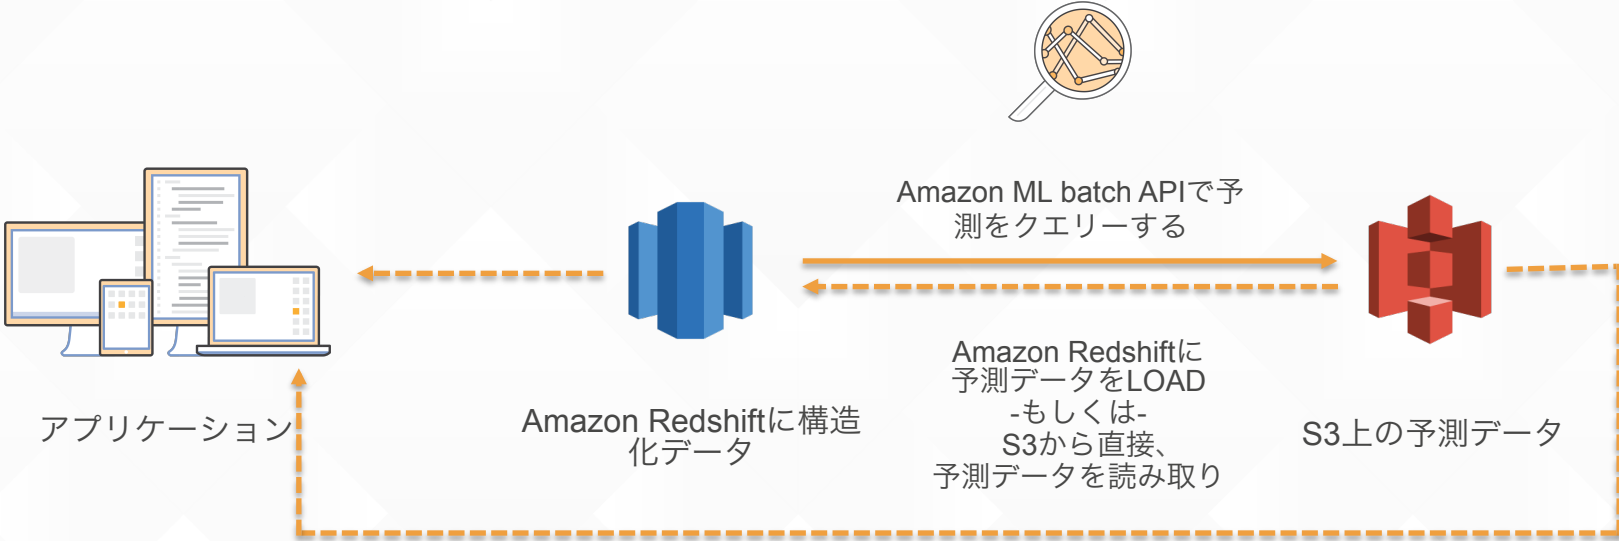 Amazon ML batch APIで予
測をクエリーする
Amazon Redshiftに
予測データをLOAD
-もしくは-
S3から直接、
予測データを読み取り
アプリケーション
Amazon Redshiftに構造
化データ
S3上の予測データ